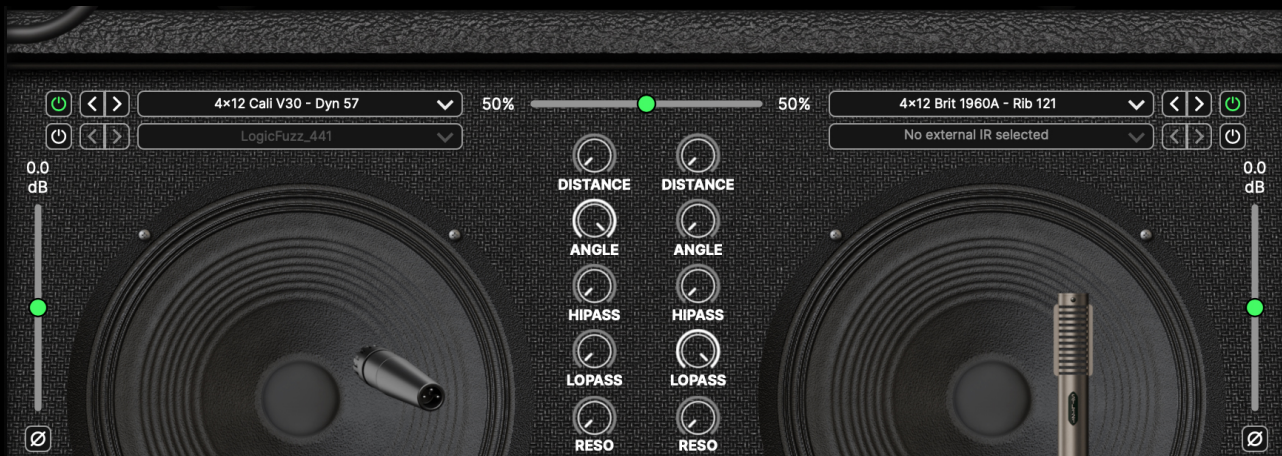 4×12 Cali V30 - Dyn 57
50%
50%
4×12 Brit 1960A - Rib 121
LogicFuzz_441
No external IR selected
0.0
dB
0.0
dB
DISTANCE
DISTANCE
ANGLE
ANGLE
HIPASS
HIPASS
LOPASS
LOPASS
RESO
RESO